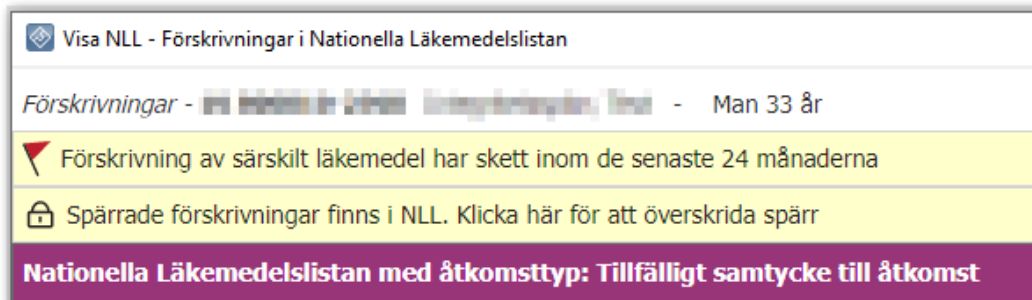 Visa NLL - Förskrivningar i Nationella Läkemedelslistan
Förskrivningar - - Man 33 år
Förskrivning av särskilt läkemedel har skett inom de senaste 24 månaderna
Spärrade förskrivningar finns i NLL. Klicka här för att överskrida spärr
Nationella Läkemedelslistan med åtkomsttyp: Tillfälligt samtycke till åtkomst